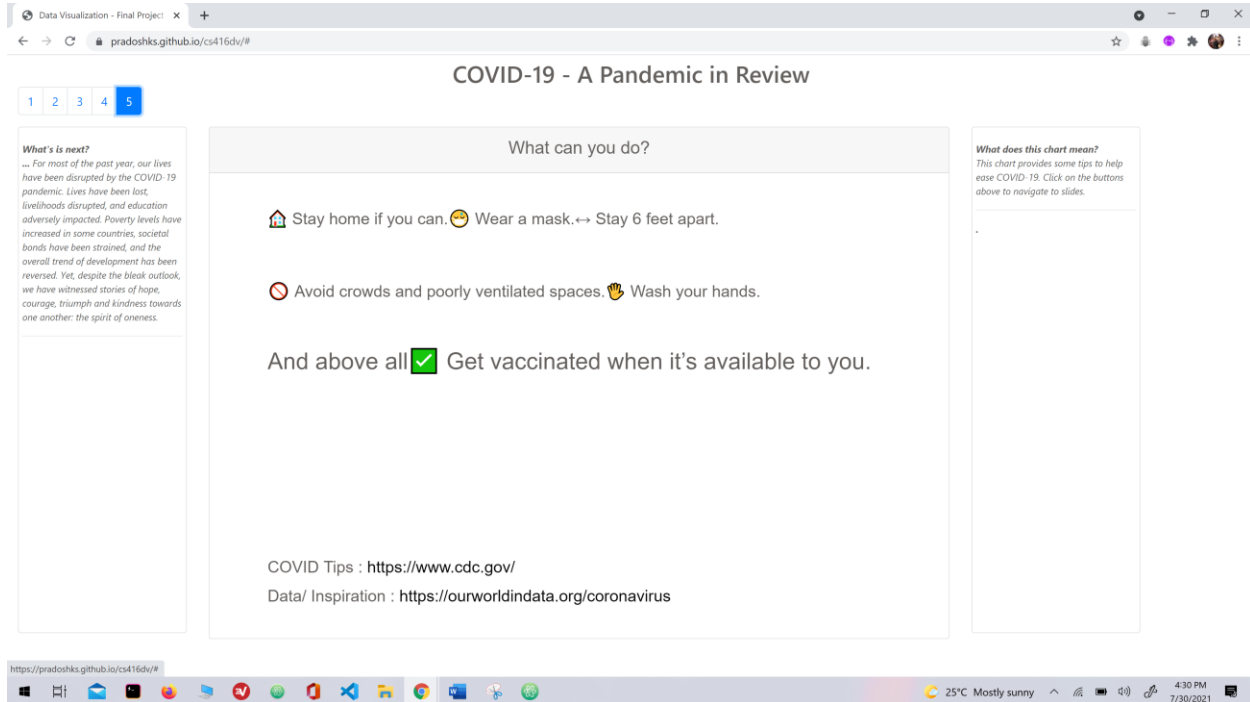 Data Visualization - Final Project
pradoshks.github.io/cs416dv/#
COVID-19 - A Pandemic in Review
1 2 3 4 5
What's is next?
... For most of the past year, our lives
have been disrupted by the COVID-19
pandemic. Lives have been lost,
livelihoods disrupted, and education
adversely impacted. Poverty levels have
increased in some countries, societal
bonds have been strained, and the
overall trend of development has been
reversed. Yet, despite the bleak outlook,
we have witnessed stories of hope,
courage, triumph and kindness towards
one another: the spirit of oneness.
What can you do?
🏠 Stay home if you can.😷 Wear a mask.↔ Stay 6 feet apart.
🚫 Avoid crowds and poorly ventilated spaces.🖐 Wash your hands.
And above all✅ Get vaccinated when it’s available to you.
COVID Tips : https://www.cdc.gov/
Data/ Inspiration : https://ourworldindata.org/coronavirus
What does this chart mean?
This chart provides some tips to help
ease COVID-19. Click on the buttons
above to navigate to slides.
.
https://pradoshks.github.io/cs416dv/#
25°C Mostly sunny
4:30 PM
7/30/2021